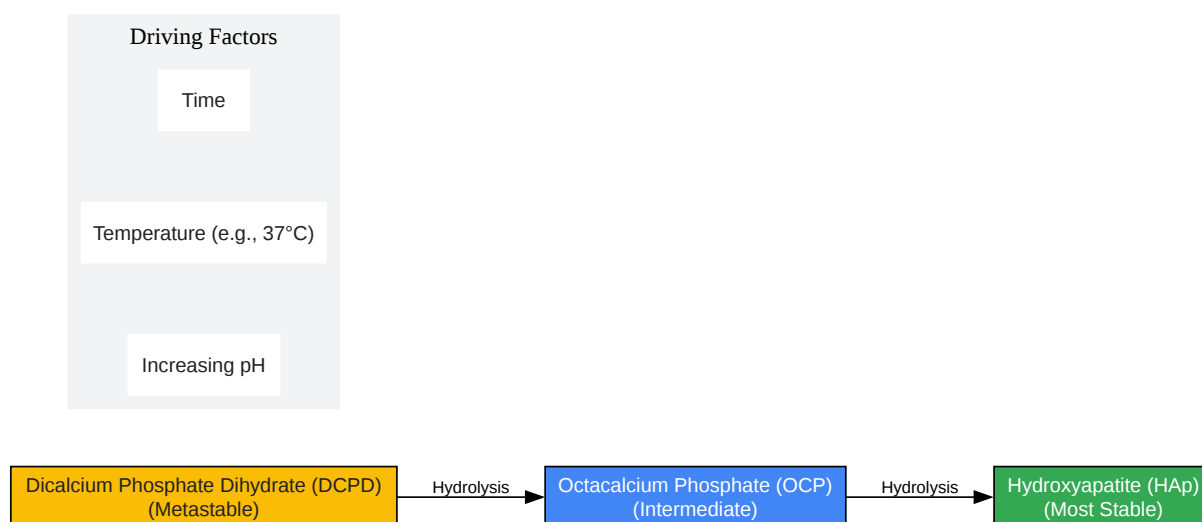 Driving Factors
Time
Temperature (e.g., 37°C)
Increasing pH
Dicalcium Phosphate Dihydrate (DCPD)
(Metastable)
Hydrolysis
Octacalcium Phosphate (OCP)
(Intermediate)
Hydrolysis
Hydroxyapatite (HAp)
(Most Stable)